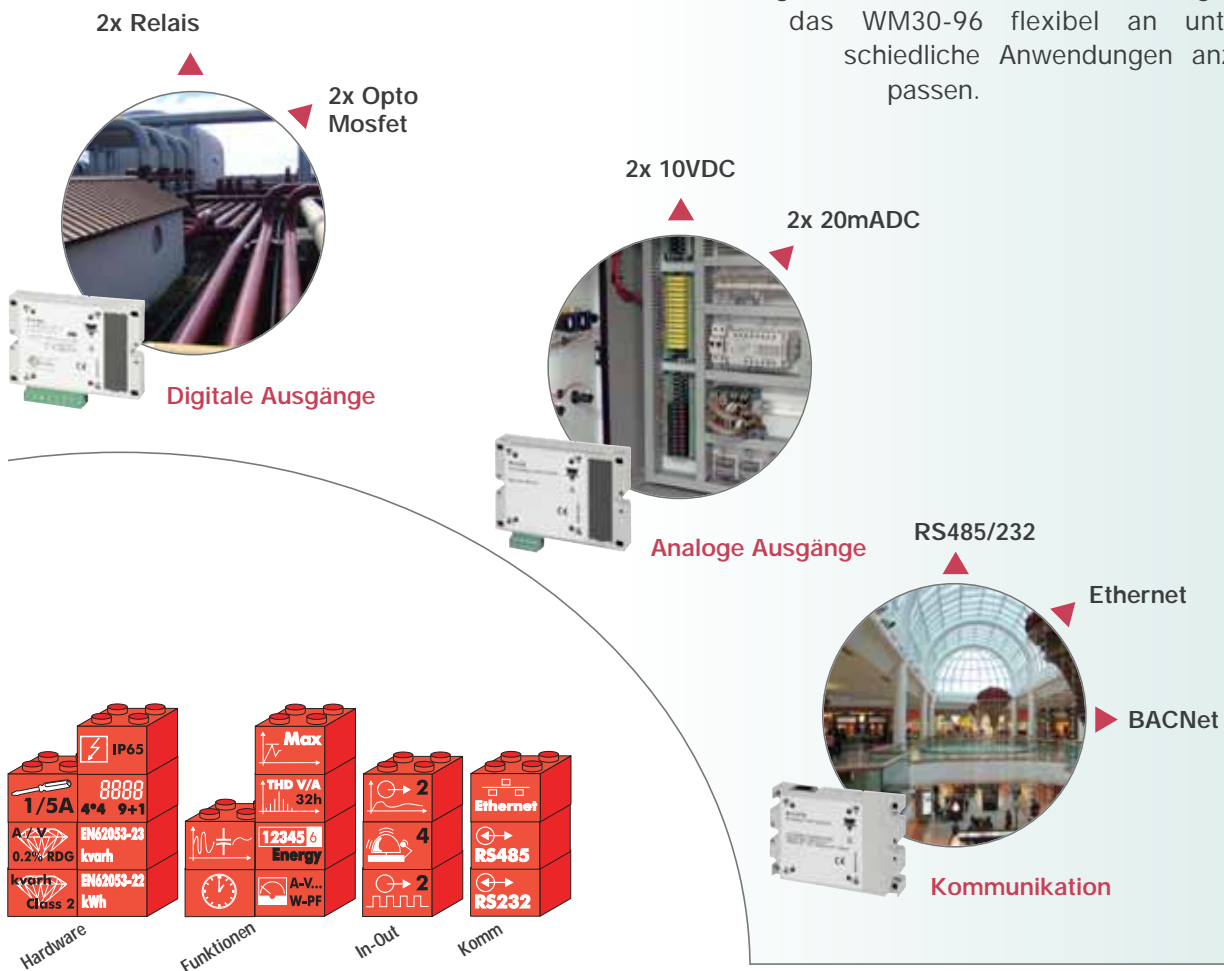 das WM30-96 flexibel an unt
schiedliche Anwendungen anz
passen.
2x Relais
2x Opto
Mosfet
Digitale Ausgänge
2x 10VDC
2x 20mADC
Analoge Ausgänge
RS485/232
Ethernet
BACNet
Kommunikation
IP65
1/5A
8888
4*4 9+1
A / V
0.2% RDG
EN62053-23
kvarh
kvarh
Class 2
EN62053-22
kWh
Hardware
Max
THD V/A
32h
12345 6
Energy
A-V...
W-PF
Funktionen
2
4
2
In-Out
Ethernet
RS485
RS232
Komm